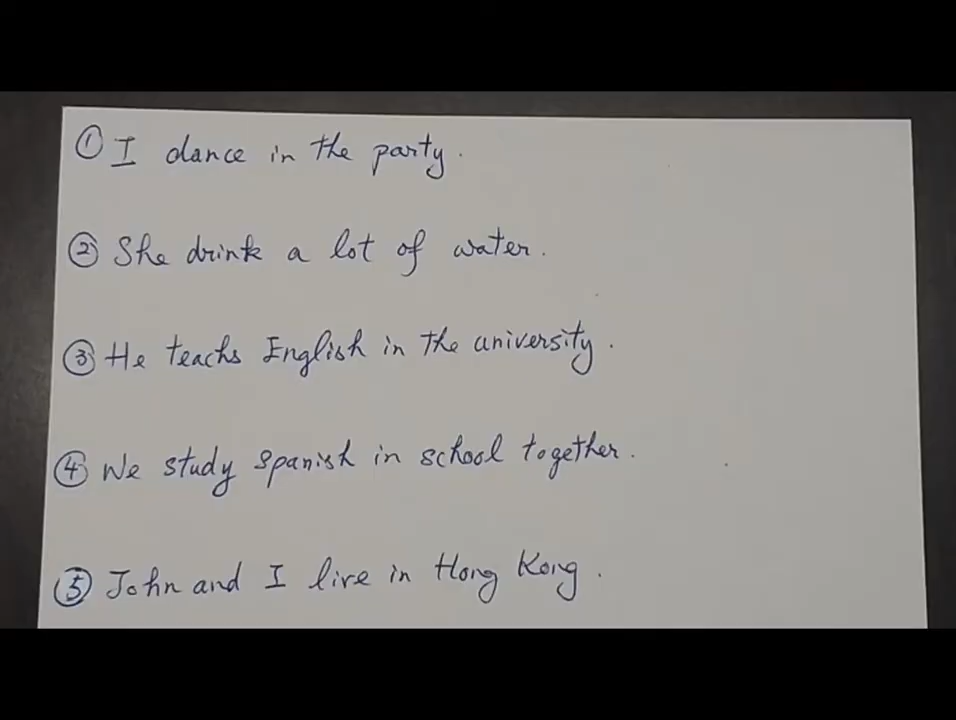 ① I dance in the party.
② She drink a lot of water.
③ He teachs English in the university.
④ We study Spanish in school together.
⑤ John and I live in Hong Kong.